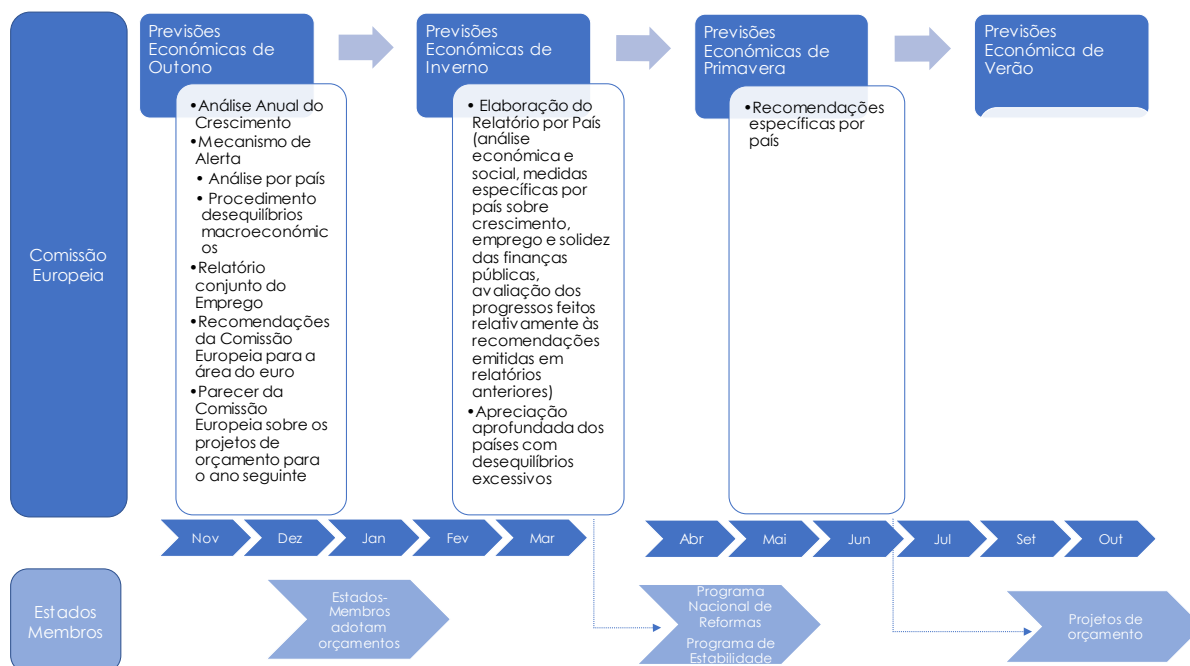 Comissão
Europeia
Previsões
Económicas de
Outono
•Análise Anual do
Crescimento
•Mecanismo de
Alerta
• Análise por país
• Procedimento
desequilíbrios
macroeconómic
os
•Relatório
conjunto do
Emprego
•Recomendações
da Comissão
Europeia para a
área do euro
•Parecer da
Comissão
Europeia sobre os
projetos de
orçamento para
o ano seguinte
Previsões
Económicas de
Inverno
• Elaboração do
Relatório por País
(análise
económica e
social, medidas
específicas por
país sobre
crescimento,
emprego e solidez
das finanças
públicas,
avaliação dos
progressos feitos
relativamente às
recomendações
emitidas em
relatórios
anteriores)
•Apreciação
aprofundada dos
países com
desequilíbrios
excessivos
Previsões
Económicas de
Primavera
•Recomendações
específicas por
país
Previsões
Económica de
Verão
Nov
Dez
Jan
Fev
Mar
Abr
Mai
Jun
Jul
Set
Out
Estados
Membros
Estados-
Membros
adotam
orçamentos
Programa
Nacional de
Reformas
Programa de
Estabilidade
Projetos de
orçamento